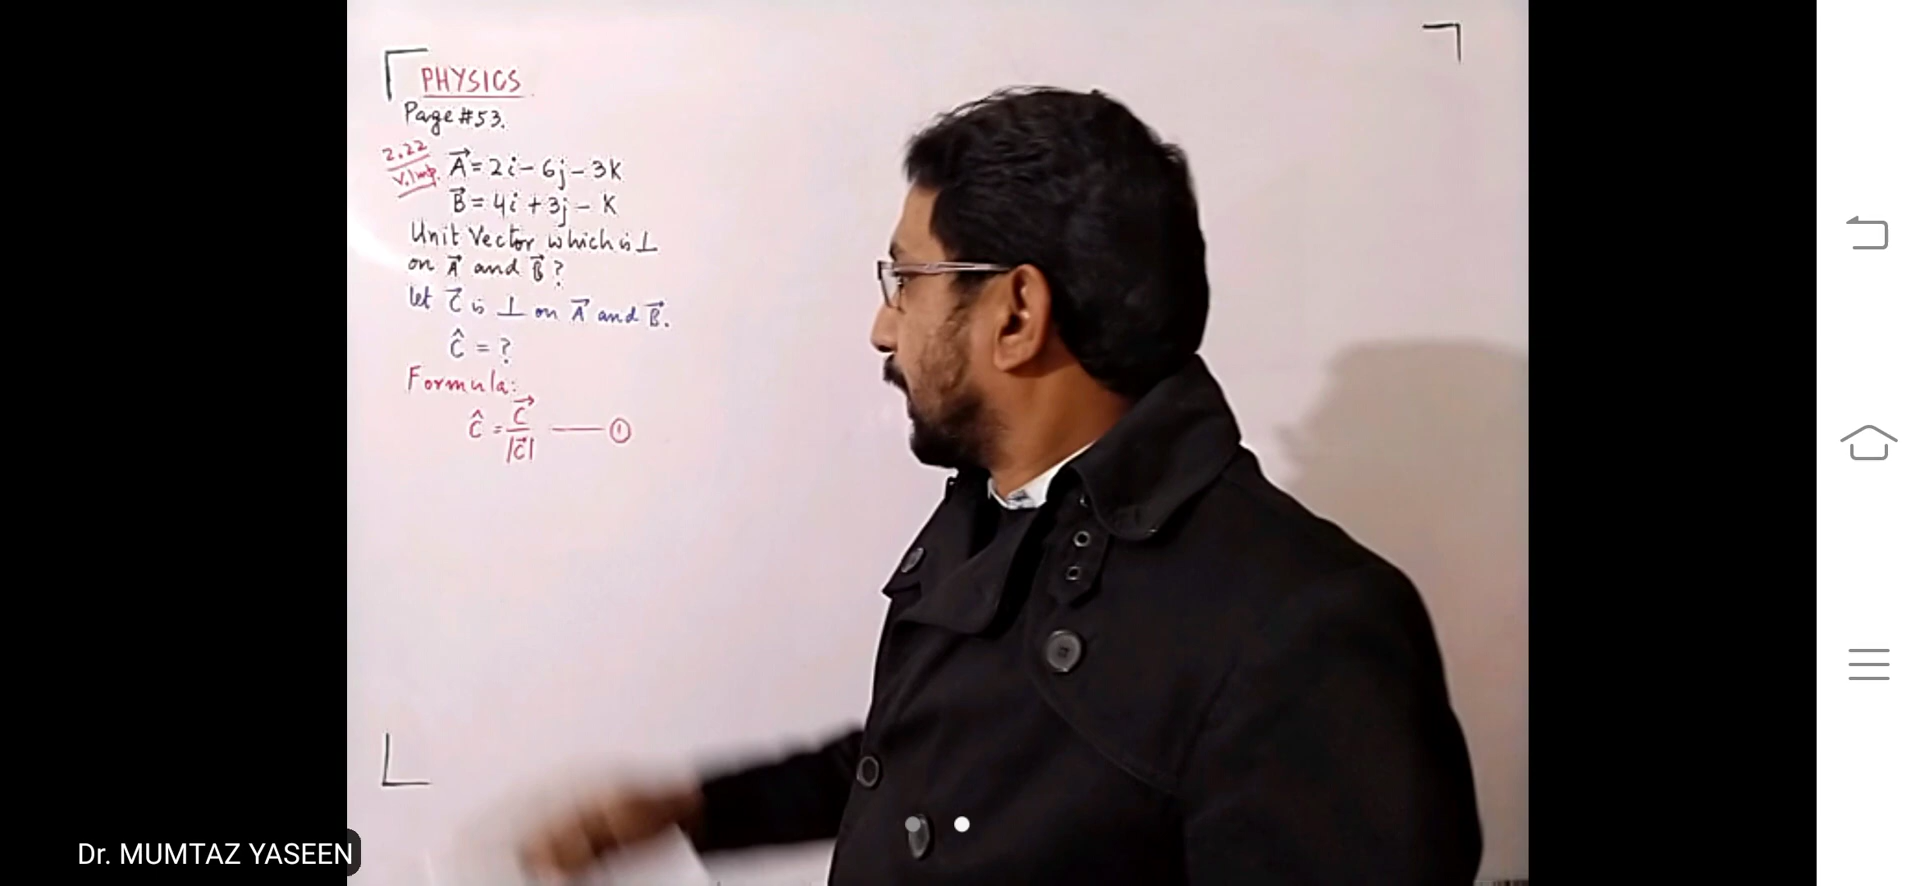 PHYSICS
Page #53.
2.22
V.Imp.
A⃗ = 2i - 6j - 3k
B⃗ = 4i + 3j - k
Unit Vector which is ⊥
on A⃗ and B⃗ ?
let C⃗ is ⊥ on A⃗ and B⃗.
Ĉ = ?
Formula:
Ĉ = C⃗ / |C⃗| —— ①
Dr. MUMTAZ YASEEN